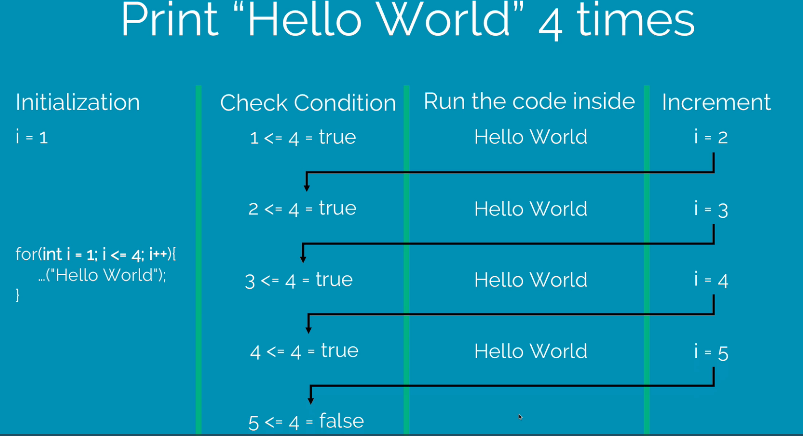 Print “Hello World” 4 times
Initialization Check Condition Run the code inside Increment
i = 1 1 <= 4 = true Hello World i = 2
2 <= 4 = true Hello World i = 3
for(int i = 1; i <= 4; i++){
...("Hello World");
}
3 <= 4 = true Hello World i = 4
4 <= 4 = true Hello World i = 5
5 <= 4 = false